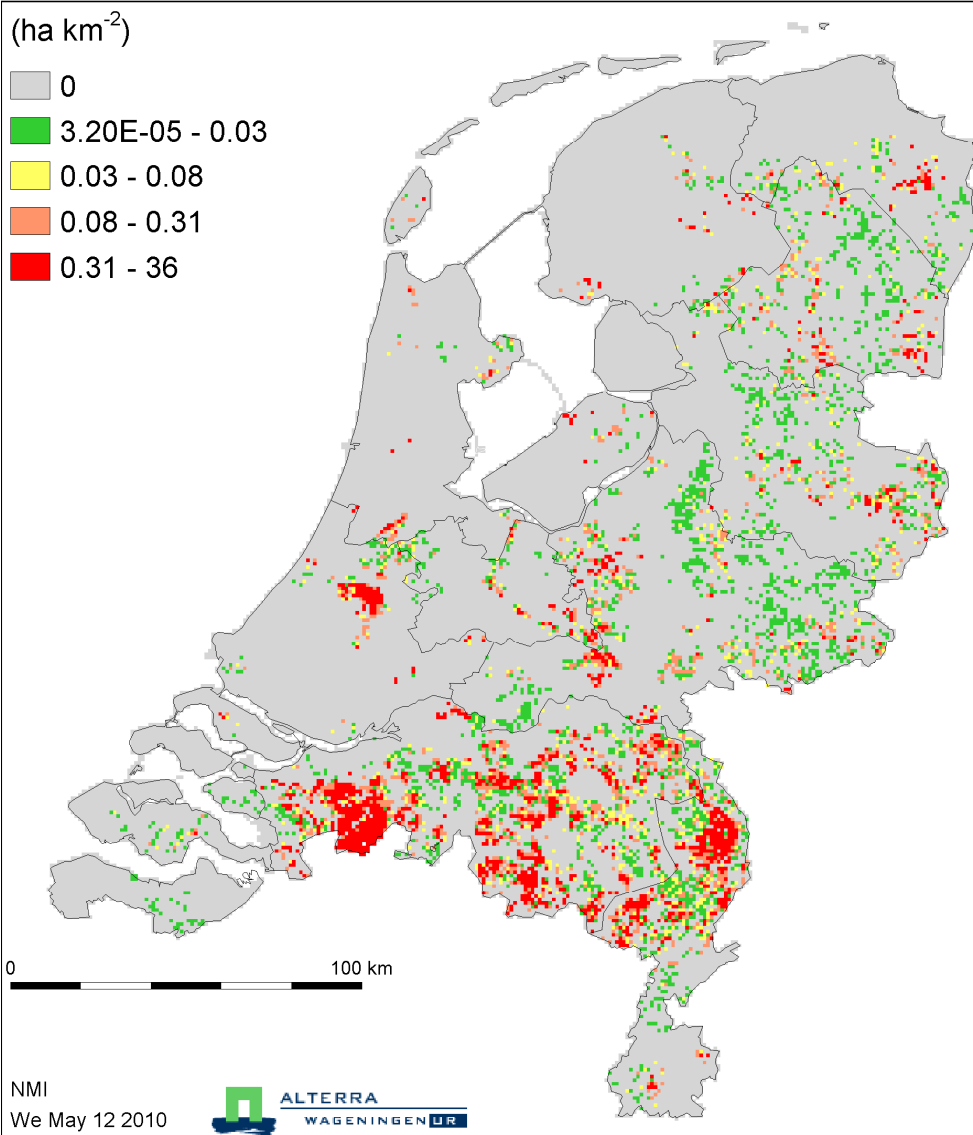 (ha km-2)
0
3.20E-05 - 0.03
0.03 - 0.08
0.08 - 0.31
0.31 - 36
0 100 km
NMI
We May 12 2010
ALTERRA
WAGENINGEN UR